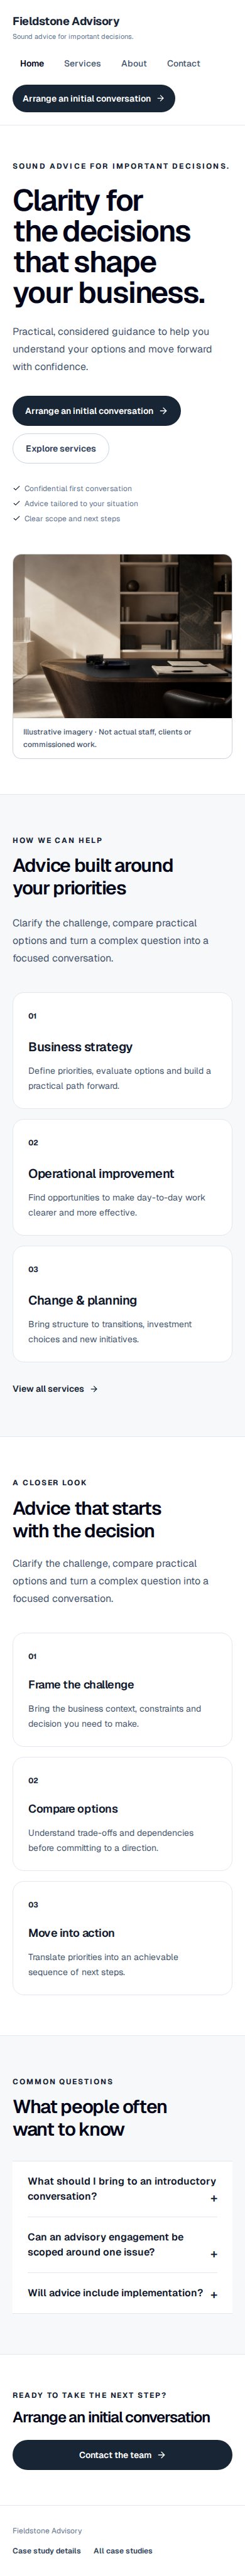 Fieldstone Advisory
Sound advice for important decisions.
Home Services About Contact
Arrange an initial conversation →
SOUND ADVICE FOR IMPORTANT DECISIONS.
Clarity for
the decisions
that shape
your business.
Practical, considered guidance to help you
understand your options and move forward
with confidence.
Arrange an initial conversation →
Explore services
✓ Confidential first conversation
✓ Advice tailored to your situation
✓ Clear scope and next steps
Illustrative imagery · Not actual staff, clients or
commissioned work.
HOW WE CAN HELP
Advice built around
your priorities
Clarify the challenge, compare practical
options and turn a complex question into a
focused conversation.
01
Business strategy
Define priorities, evaluate options and build a
practical path forward.
02
Operational improvement
Find opportunities to make day-to-day work
clearer and more effective.
03
Change & planning
Bring structure to transitions, investment
choices and new initiatives.
View all services →
A CLOSER LOOK
Advice that starts
with the decision
Clarify the challenge, compare practical
options and turn a complex question into a
focused conversation.
01
Frame the challenge
Bring the business context, constraints and
decision you need to make.
02
Compare options
Understand trade-offs and dependencies
before committing to a direction.
03
Move into action
Translate priorities into an achievable
sequence of next steps.
COMMON QUESTIONS
What people often
want to know
What should I bring to an introductory
conversation? +
Can an advisory engagement be
scoped around one issue? +
Will advice include implementation? +
READY TO TAKE THE NEXT STEP?
Arrange an initial conversation
Contact the team →
Fieldstone Advisory
Case study details All case studies